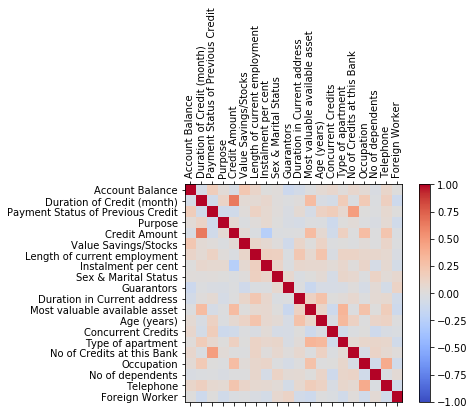 Account Balance
Duration of Credit (month)
Payment Status of Previous Credit
Purpose
Credit Amount
Value Savings/Stocks
Length of current employment
Instalment per cent
Sex & Marital Status
Guarantors
Duration in Current address
Most valuable available asset
Age (years)
Concurrent Credits
Type of apartment
No of Credits at this Bank
Occupation
No of dependents
Telephone
Foreign Worker
Account Balance
Duration of Credit (month)
Payment Status of Previous Credit
Purpose
Credit Amount
Value Savings/Stocks
Length of current employment
Instalment per cent
Sex & Marital Status
Guarantors
Duration in Current address
Most valuable available asset
Age (years)
Concurrent Credits
Type of apartment
No of Credits at this Bank
Occupation
No of dependents
Telephone
Foreign Worker
1.00
0.75
0.50
0.25
0.00
−0.25
−0.50
−0.75
−1.00